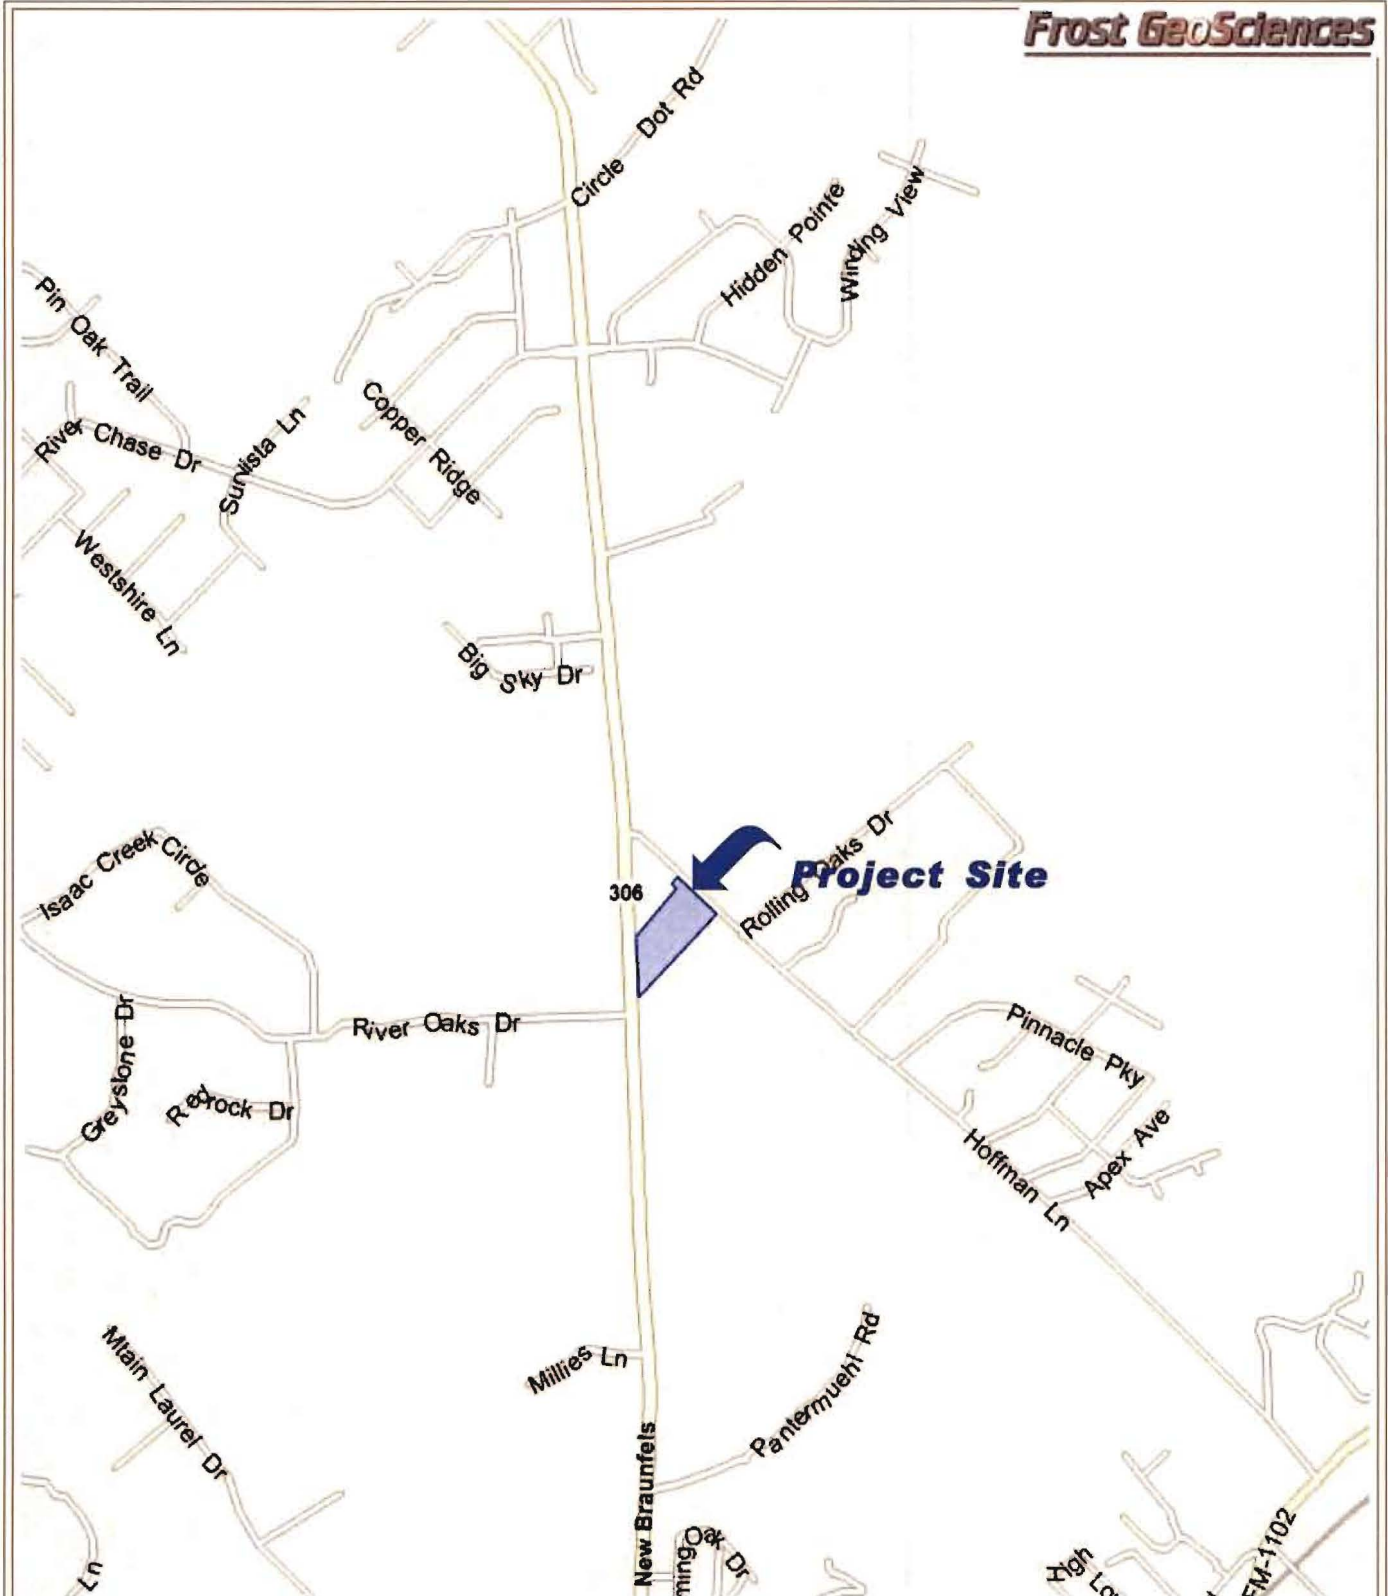 Frost GeoSciences
Circle Dot Rd
Hidden Pointe
Winding View
Pin Oak Trail
River Chase Dr
Sunvista Ln
Copper Ridge
Westshire Ln
Big Sky Dr
Isaac Creek Circle
306
Project Site
Rolling Oaks Dr
Greystone Dr
River Oaks Dr
Redrock Dr
Pinnacle Pky
Apex Ave
Hoffman Ln
Mtain Laurel Dr
Millies Ln
Pantermuehl Rd
New Braunfels
Oak Dr
Ln
High
FM-1102